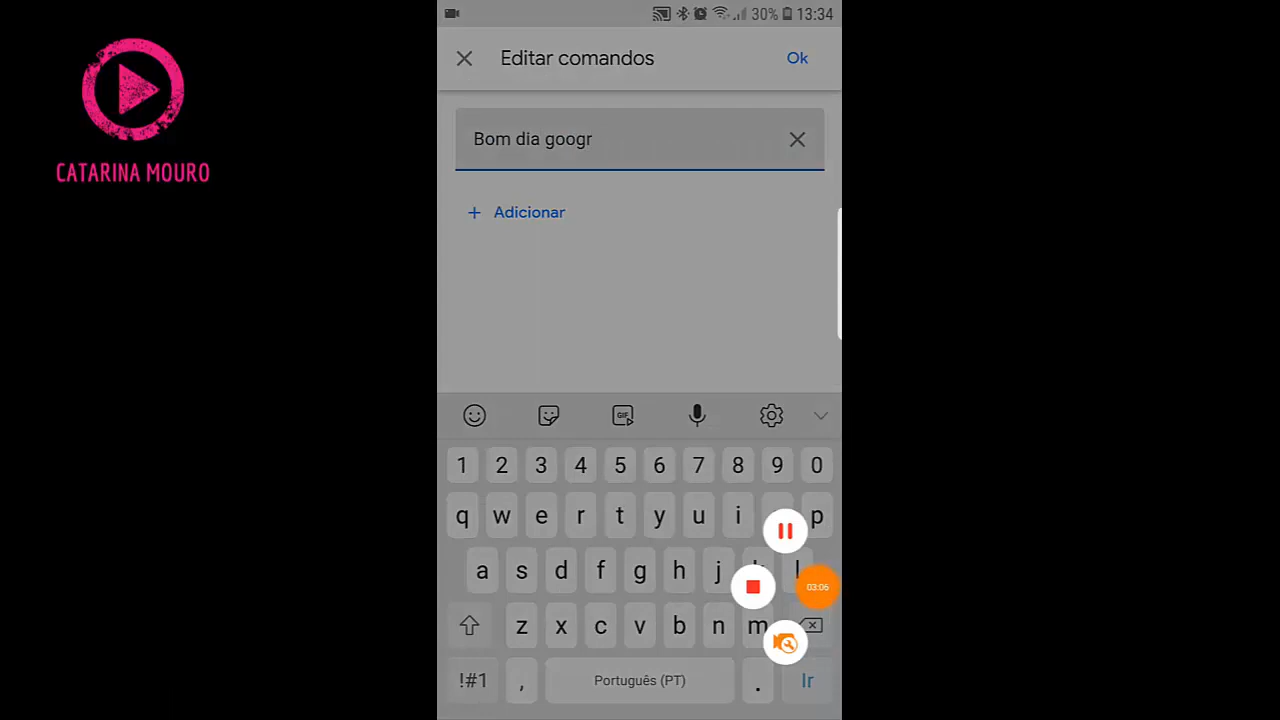 30% 13:34
Editar comandos Ok
CATARINA MOURO
Bom dia googr
+ Adicionar
GIF
1 2 3 4 5 6 7 8 9 0
q w e r t y u i p
a s d f g h j l
03:06
z x c v b n m
!#1 , Português (PT) . Ir